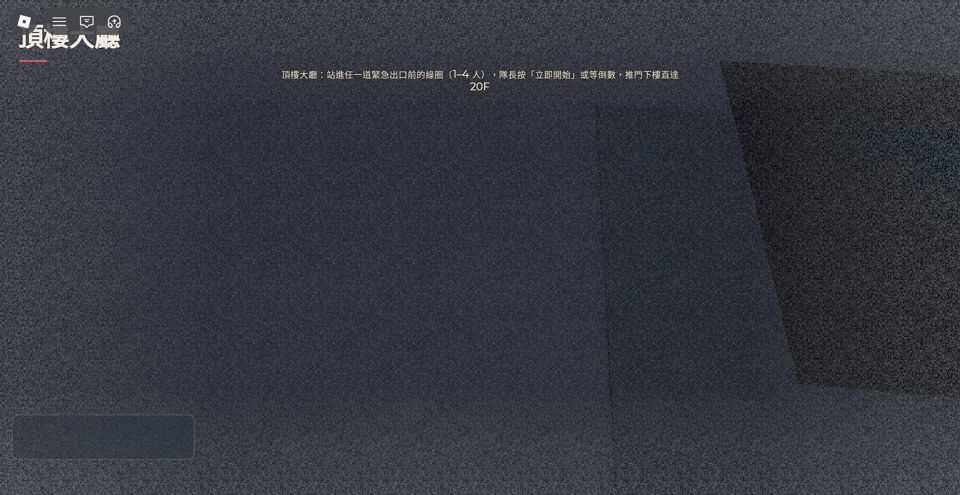 頂樓大廳
頂樓大廳：站進任一道緊急出口前的綠圈（1–4 人），隊長按「立即開始」或等倒數，推門下樓直達
20F